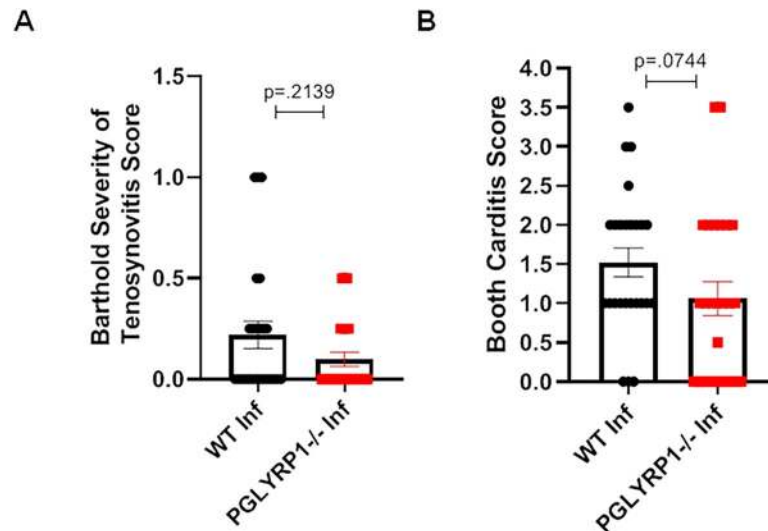 A
Barthold Severity of
Tenosynovitis Score
1.5
1.0
0.5
0.0
p=.2139
WT Inf
PGLYRP1-/- Inf
B
Booth Carditis Score
4.0
3.5
3.0
2.5
2.0
1.5
1.0
0.5
0.0
p=.0744
WT Inf
PGLYRP1-/- Inf